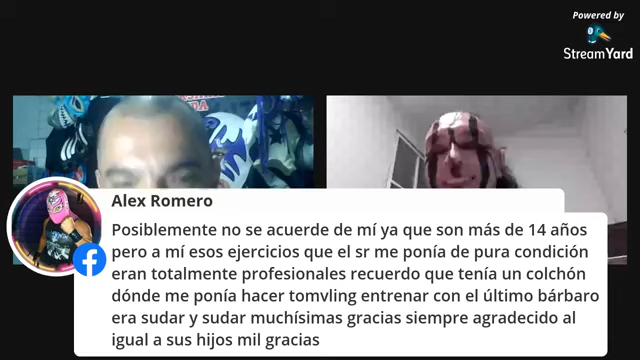 Powered by
StreamYard
Alex Romero
Posiblemente no se acuerde de mí ya que son más de 14 años
pero a mí esos ejercicios que el sr me ponía de pura condición
eran totalmente profesionales recuerdo que tenía un colchón
dónde me ponía hacer tomvling entrenar con el último bárbaro
era sudar y sudar muchísimas gracias siempre agradecido al
igual a sus hijos mil gracias